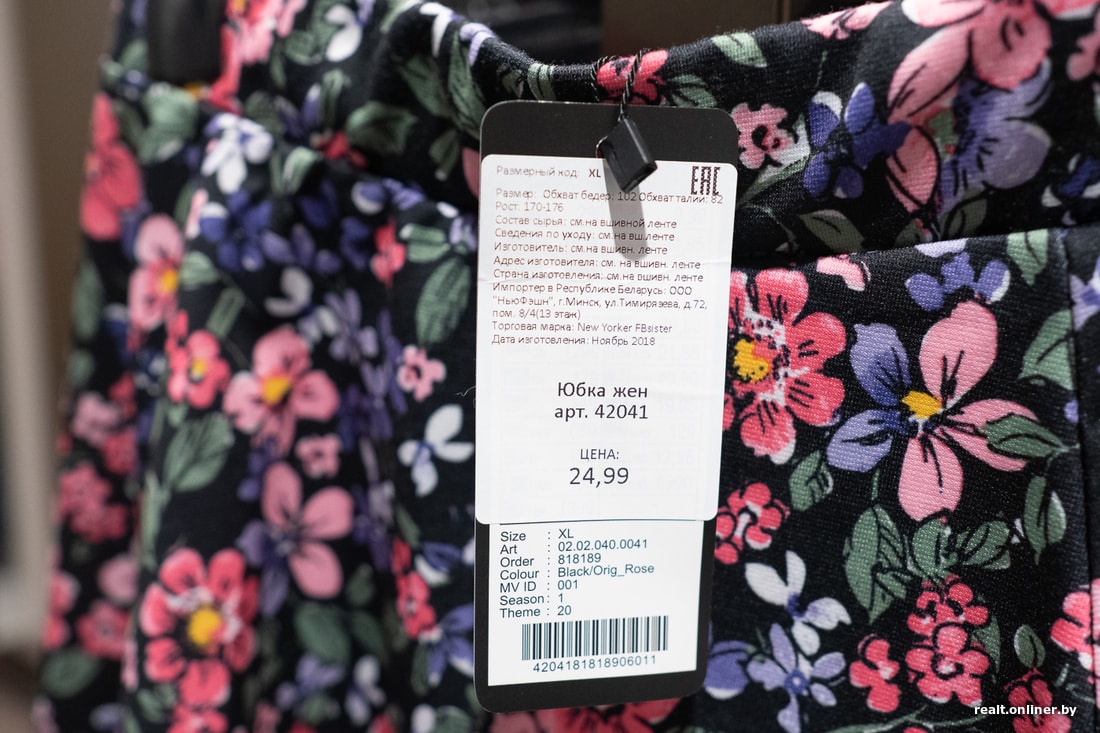 Размерный код: XL
EAC
Размер: Обхват бедер: 102 Обхват талии: 82
Рост: 170-176
Состав сырья: см.на вшивной ленте
Сведения по уходу: см.на вш.ленте
Изготовитель: см.на вшивн. ленте
Адрес изготовителя: см. на вшивн. ленте
Страна изготовления: см.на вшивн. ленте
Импортер в Республике Беларусь: ООО
"НьюФэшн", г.Минск, ул.Тимирязева, д.72,
пом. 8/4(13 этаж)
Торговая марка: New Yorker FBsister
Дата изготовления: Ноябрь 2018
Юбка жен
арт. 42041
ЦЕНА:
24,99
Size : XL
Art : 02.02.040.0041
Order : 818189
Colour : Black/Orig_Rose
MV ID : 001
Season : 1
Theme : 20
4204181818906011
realt.onliner.by